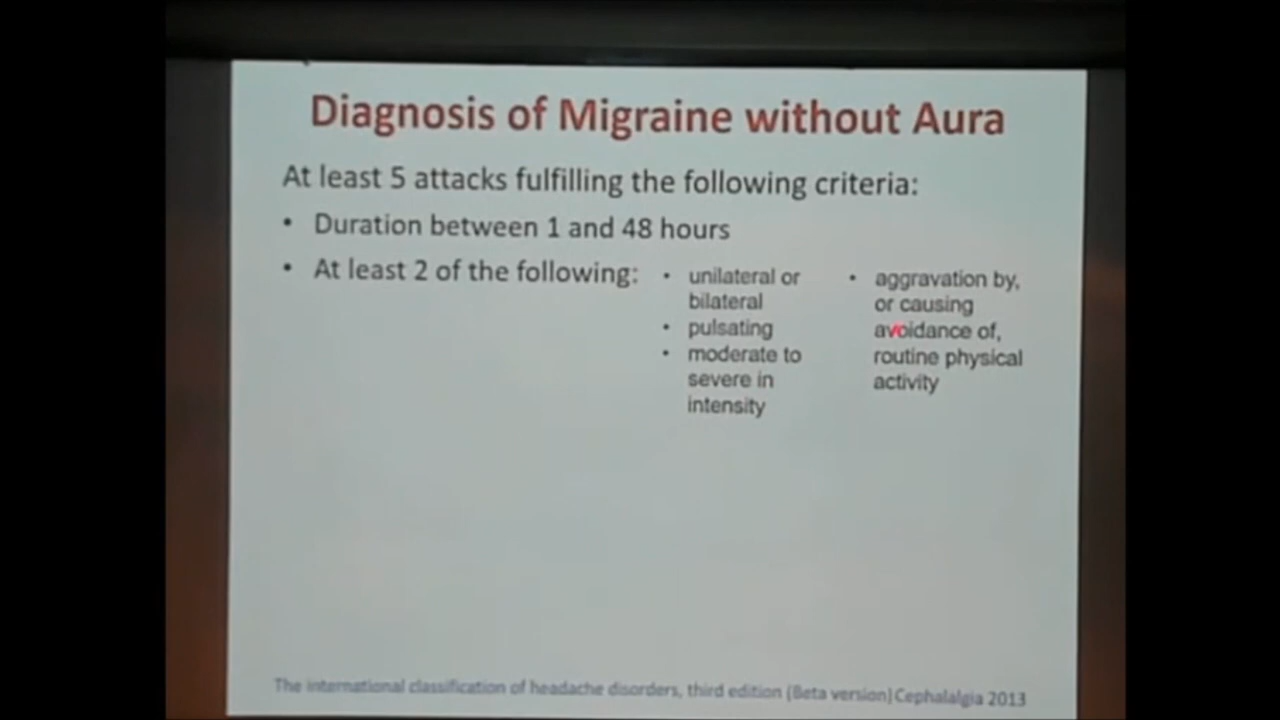 Diagnosis of Migraine without Aura
At least 5 attacks fulfilling the following criteria:
• Duration between 1 and 48 hours
• At least 2 of the following:
• unilateral or
bilateral
• pulsating
• moderate to
severe in
intensity
• aggravation by,
or causing
avoidance of,
routine physical
activity
The international classification of headache disorders, third edition (Beta version) Cephalalgia 2013